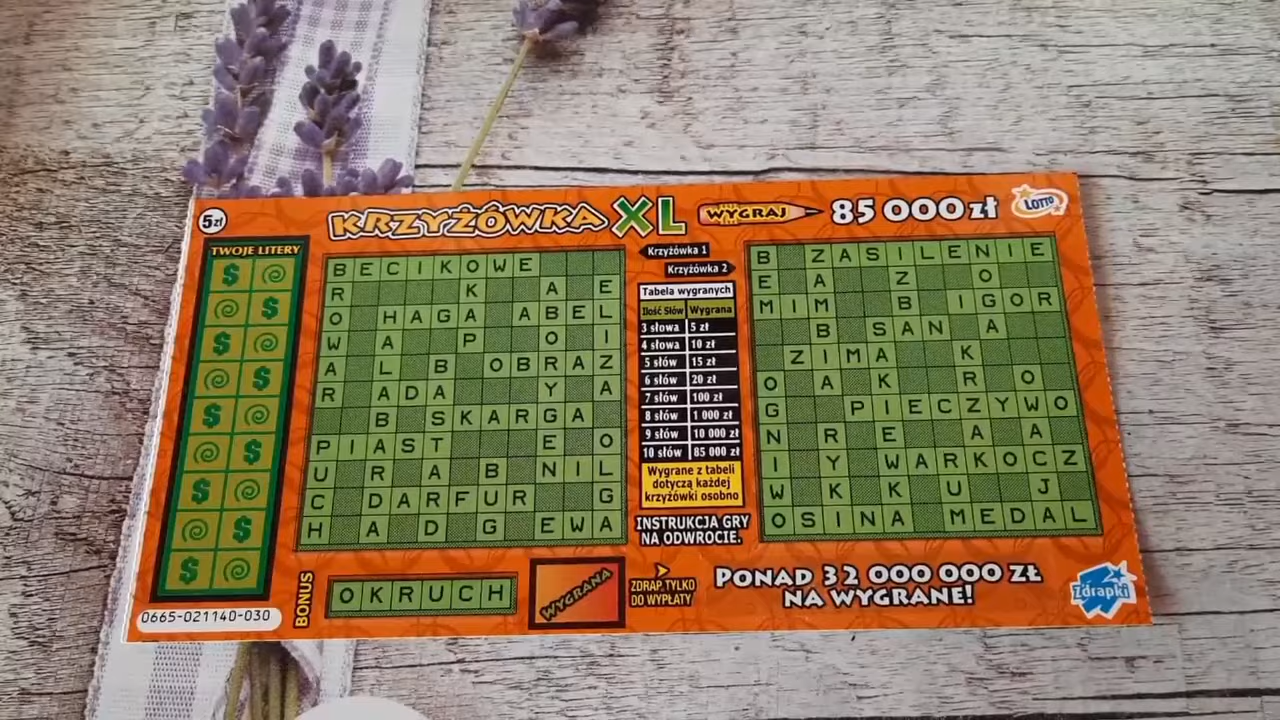 5zł
KRZYŻÓWKA XL
WYGRAJ
85 000 zł
LOTTO
TWOJE LITERY
$ $ $ $ $ $ $ $ $
Krzyżówka 1
Krzyżówka 2
Tabela wygranych
Ilość Słów Wygrana
3 słowa 5 zł
4 słowa 10 zł
5 słów 15 zł
6 słów 20 zł
7 słów 100 zł
8 słów 1 000 zł
9 słów 10 000 zł
10 słów 85 000 zł
Wygrane z tabeli
dotyczą każdej
krzyżówki osobno
INSTRUKCJA GRY
NA ODWROCIE.
BECIKOWE
R K A E
O HAGA ABEL
W A P O I
A L B OBRAZ
R ADA Y A
B SKARGA
PIAST E O
U R A B NIL
C DARFUR G
H A D G EWA
B ZASILENIE
E A Z O
MIM B IGOR
B SAN A
ZIMA K
O A K R O
G PIECZYWO
N R E A A
I Y WARKOCZ
W K K U J
OSINA MEDAL
BONUS
OKRUCH
WYGRANA
ZDRAP TYLKO
DO WYPŁATY
PONAD 32 000 000 ZŁ
NA WYGRANE!
Zdrapki
0665-021140-030